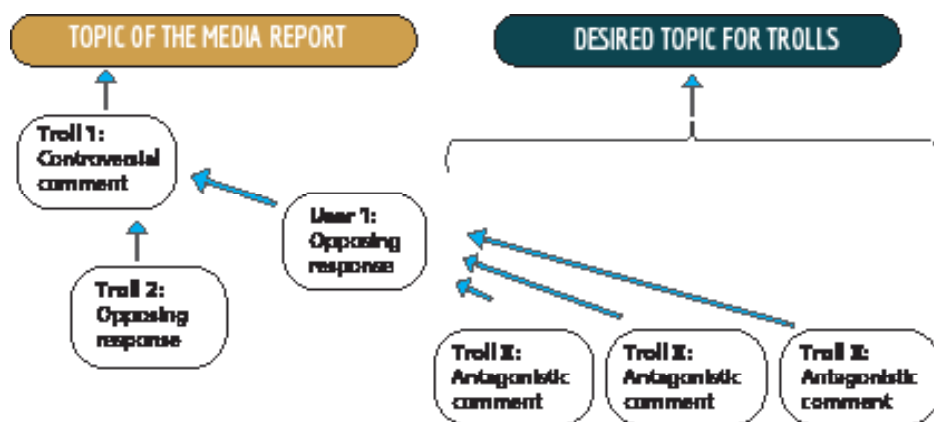 TOPIC OF THE MEDIA REPORT
DESIRED TOPIC FOR TROLLS
Troll 1:
Controversial
comment
User 1:
Opposing
response
Troll 2:
Opposing
response
Troll X:
Antagonistic
comment
Troll X:
Antagonistic
comment
Troll X:
Antagonistic
comment